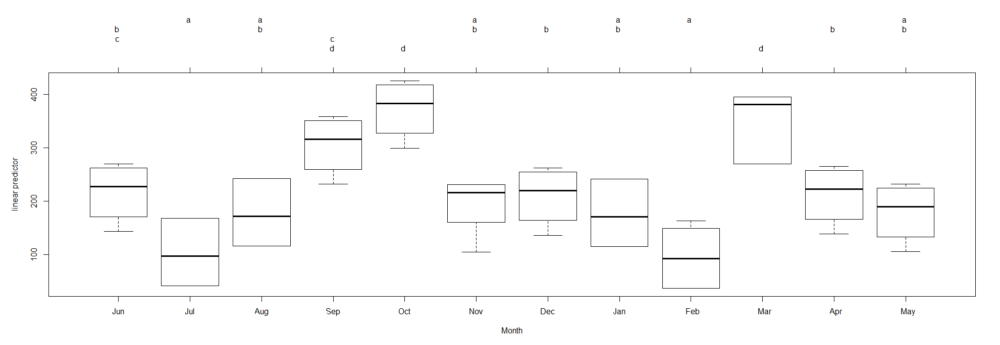 a a a a a a
b b b b b b b
c c
d d d
400
300
200
100
linear predictor
Jun Jul Aug Sep Oct Nov Dec Jan Feb Mar Apr May
Month